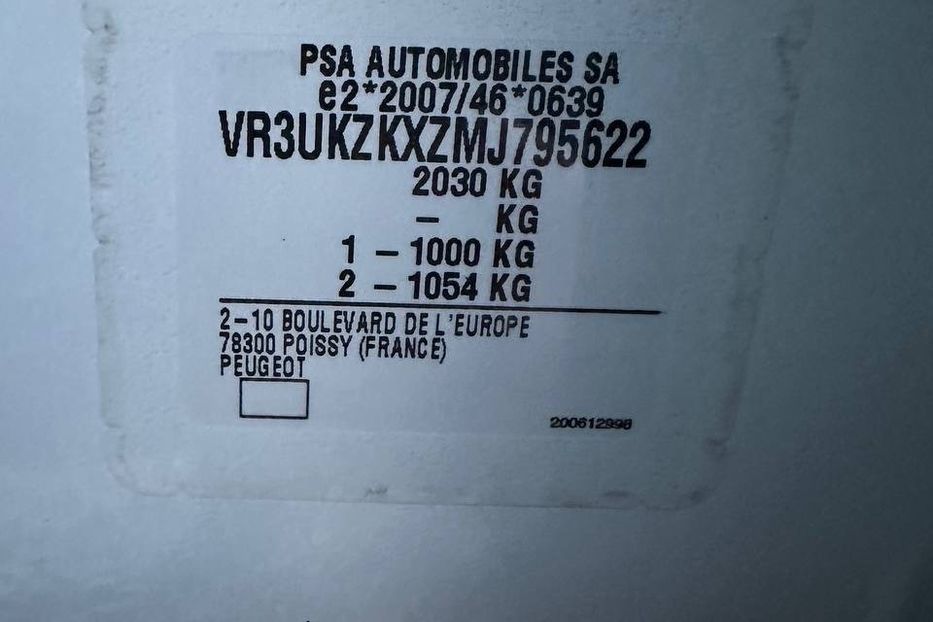 PSA AUTOMOBILES SA
e2*2007/46*0639
VR3UKZKXZMJ795622
2030 KG
– KG
1 – 1000 KG
2 – 1054 KG
2–10 BOULEVARD DE L'EUROPE
78300 POISSY (FRANCE)
PEUGEOT
200612998